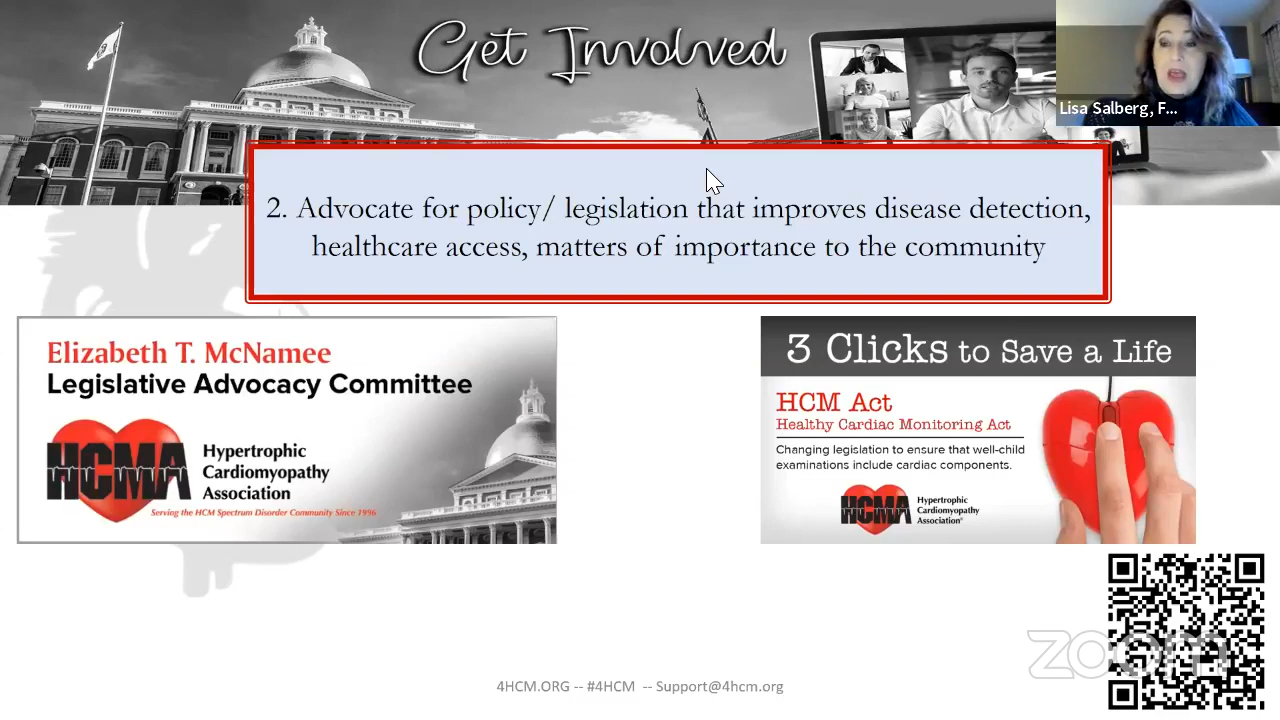 Get Involved
Lisa Salberg, F...
2. Advocate for policy/ legislation that improves disease detection,
healthcare access, matters of importance to the community
Elizabeth T. McNamee
Legislative Advocacy Committee
HCMA
Hypertrophic
Cardiomyopathy
Association
Serving the HCM Spectrum Disorder Community Since 1996
3 Clicks to Save a Life
HCM Act
Healthy Cardiac Monitoring Act
Changing legislation to ensure that well-child
examinations include cardiac components.
HCMA
Hypertrophic
Cardiomyopathy
Association®
zoom
4HCM.ORG -- #4HCM -- Support@4hcm.org